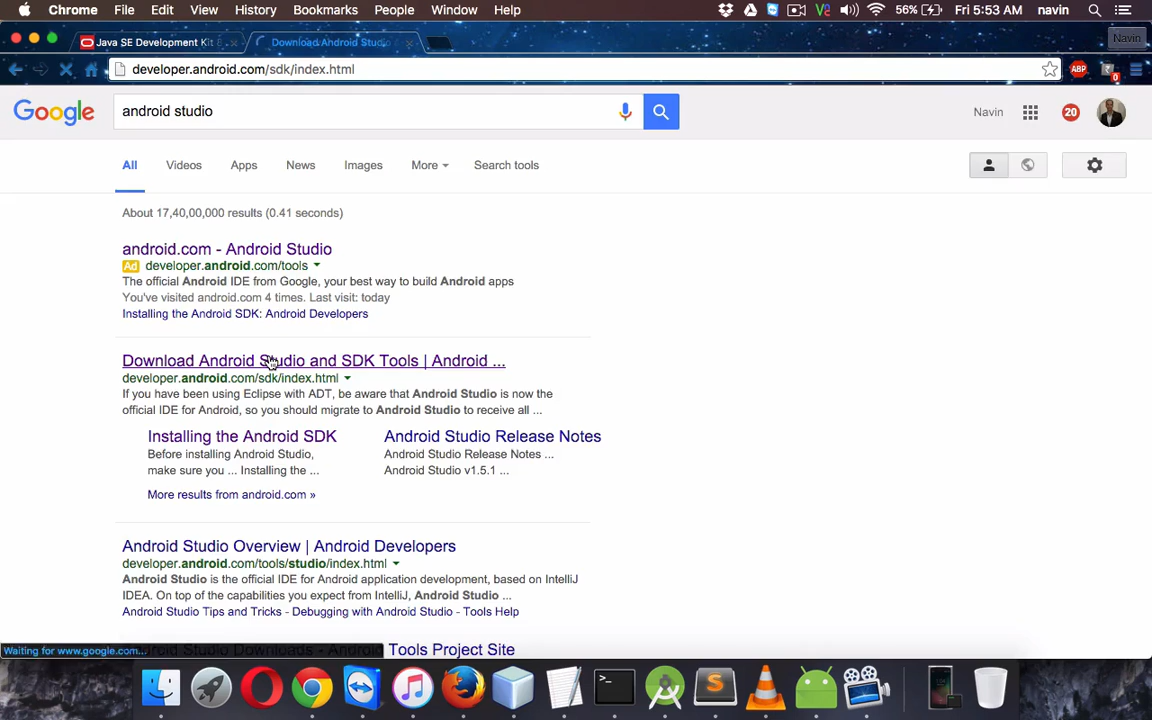 Chrome File Edit View History Bookmarks People Window Help 56% Fri 5:53 AM navin
Java SE Development Kit 8 Download Android Studio Navin
developer.android.com/sdk/index.html ABP 0
Google android studio Navin 20
All Videos Apps News Images More Search tools
About 17,40,00,000 results (0.41 seconds)
android.com - Android Studio
Ad developer.android.com/tools
The official Android IDE from Google, your best way to build Android apps
You've visited android.com 4 times. Last visit: today
Installing the Android SDK: Android Developers
Download Android Studio and SDK Tools | Android ...
developer.android.com/sdk/index.html
If you have been using Eclipse with ADT, be aware that Android Studio is now the
official IDE for Android, so you should migrate to Android Studio to receive all ...
Installing the Android SDK Android Studio Release Notes
Before installing Android Studio, Android Studio Release Notes ...
make sure you ... Installing the ... Android Studio v1.5.1 ...
More results from android.com »
Android Studio Overview | Android Developers
developer.android.com/tools/studio/index.html
Android Studio is the official IDE for Android application development, based on IntelliJ
IDEA. On top of the capabilities you expect from IntelliJ, Android Studio ...
Android Studio Tips and Tricks - Debugging with Android Studio - Tools Help
Android Studio Downloads - Android Tools Project Site
Waiting for www.google.com...